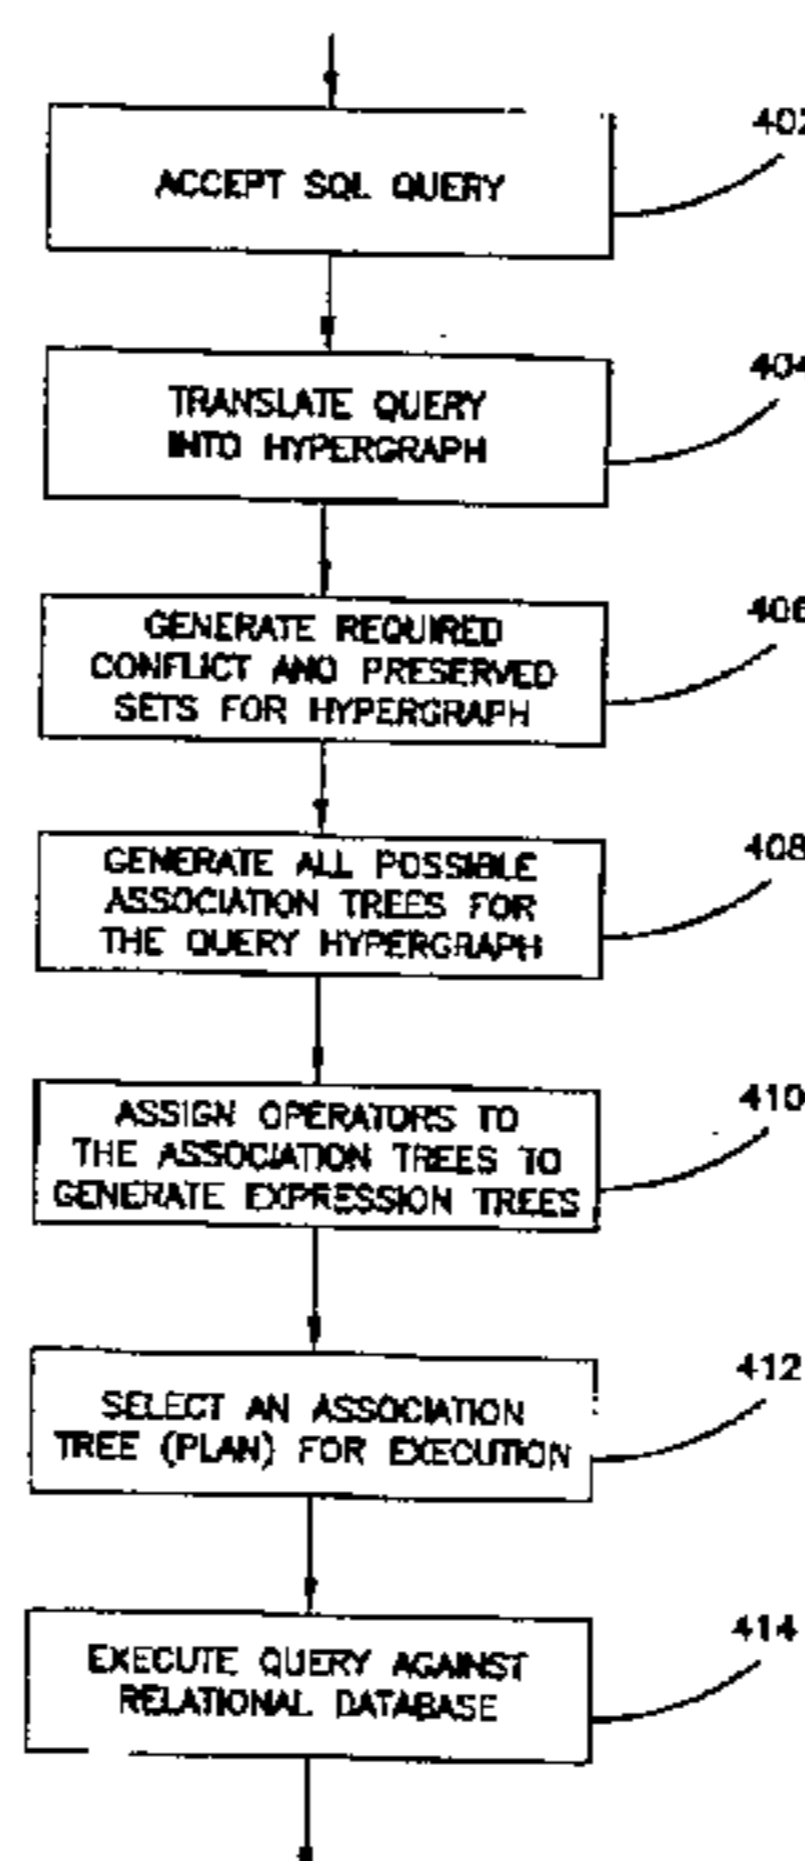 402
ACCEPT SQL QUERY
404
TRANSLATE QUERY
INTO HYPERGRAPH
406
GENERATE REQUIRED
CONFLICT AND PRESERVED
SETS FOR HYPERGRAPH
408
GENERATE ALL POSSIBLE
ASSOCIATION TREES FOR
THE QUERY HYPERGRAPH
410
ASSIGN OPERATORS TO
THE ASSOCIATION TREES TO
GENERATE EXPRESSION TREES
412
SELECT AN ASSOCIATION
TREE (PLAN) FOR EXECUTION
414
EXECUTE QUERY AGAINST
RELATIONAL DATABASE